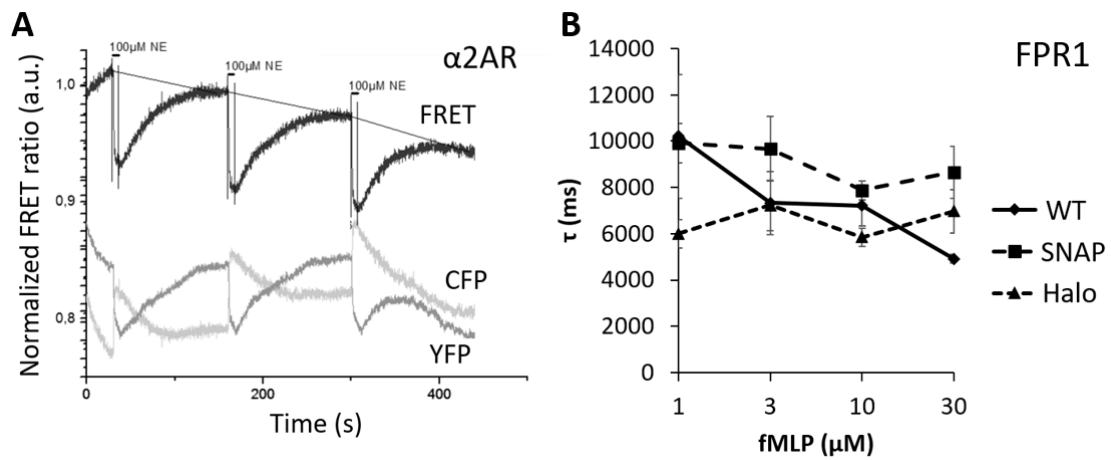 A
Normalized FRET ratio (a.u.)
1,0
0,9
0,8
100µM NE
100µM NE
100µM NE
α2AR
FRET
CFP
YFP
0
200
400
Time (s)
B
FPR1
τ (ms)
14000
12000
10000
8000
6000
4000
2000
0
1
3
10
30
fMLP (µM)
WT
SNAP
Halo